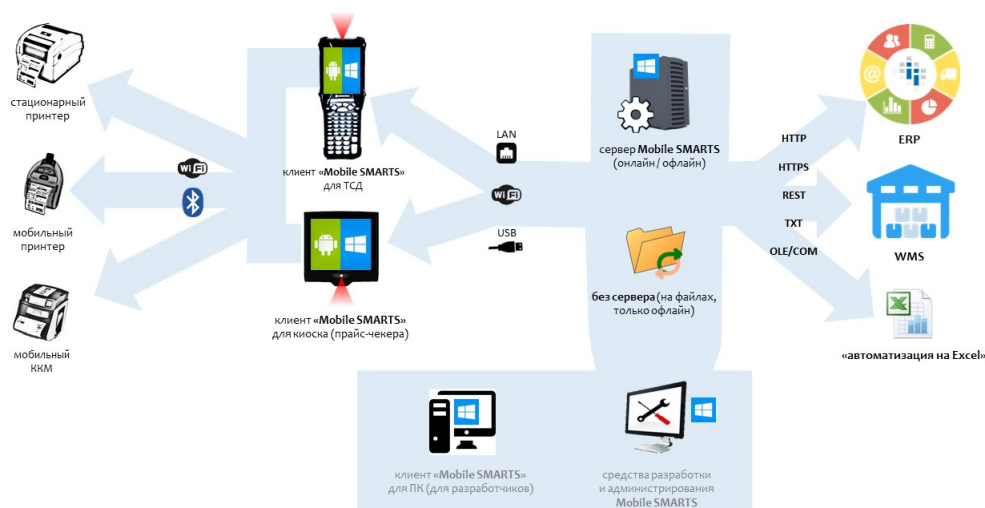 стационарный
принтер
мобильный
принтер
мобильный
ККМ
WiFi
клиент «Mobile SMARTS»
для ТСД
клиент «Mobile SMARTS»
для киоска (прайс-чекера)
LAN
WiFi
USB
сервер Mobile SMARTS
(онлайн / офлайн)
без сервера (на файлах,
только офлайн)
HTTP
HTTPS
REST
TXT
OLE/COM
ERP
WMS
«автоматизация на Excel»
клиент «Mobile SMARTS»
для ПК (для разработчиков)
средства разработки
и администрирования
Mobile SMARTS